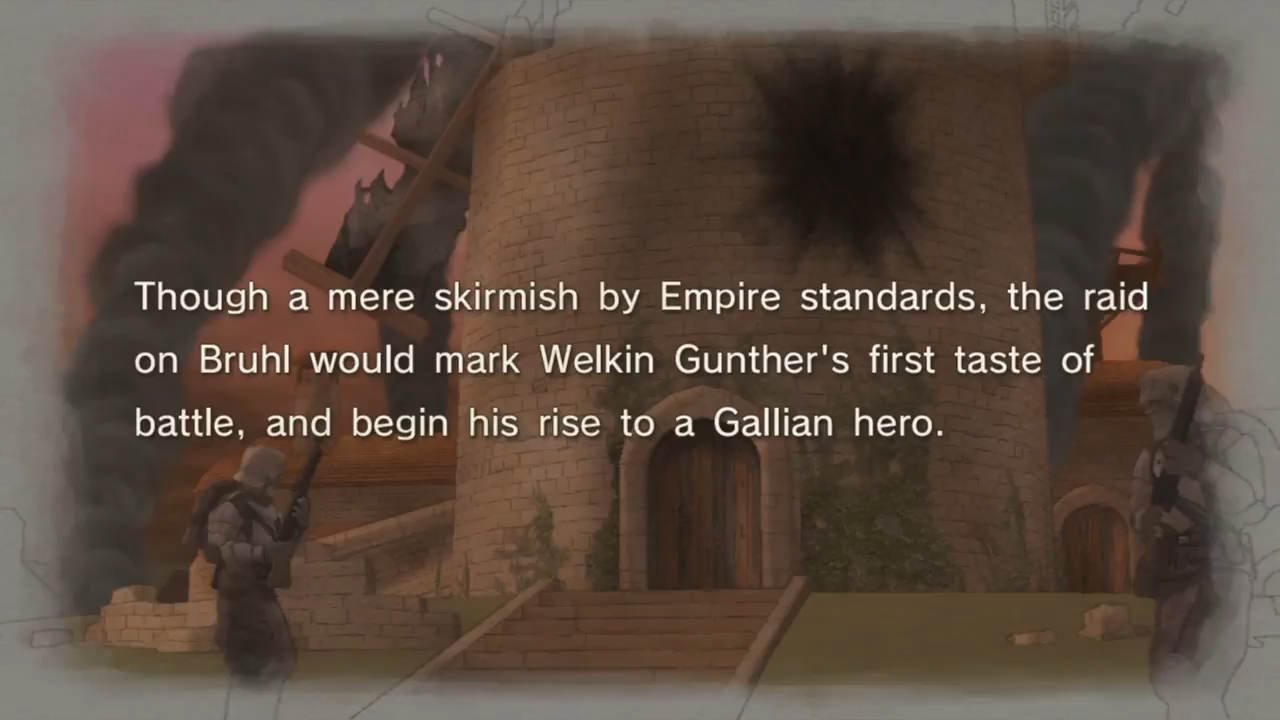 Though a mere skirmish by Empire standards, the raid
on Bruhl would mark Welkin Gunther's first taste of
battle, and begin his rise to a Gallian hero.